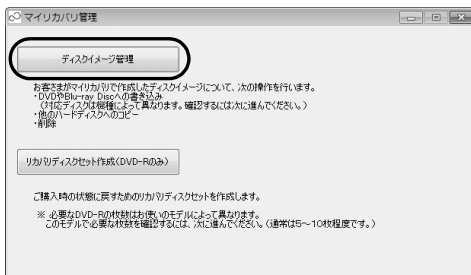 マイリカバリ管理
ディスクイメージ管理
お客さまがマイリカバリで作成したディスクイメージについて、次の操作を行います。
・DVDやBlu-ray Discへの書き込み
（対応ディスクは機種によって異なります。確認するには次に進んでください。）
・他のハードディスクへのコピー
・削除
リカバリディスクセット作成(DVD-Rのみ)
ご購入時の状態に戻すためのリカバリディスクセットを作成します。
※ 必要なDVD-Rの枚数はお使いのモデルによって異なります。
このモデルで必要な枚数を確認するには、次に進んでください。（通常は5～10枚程度です。）